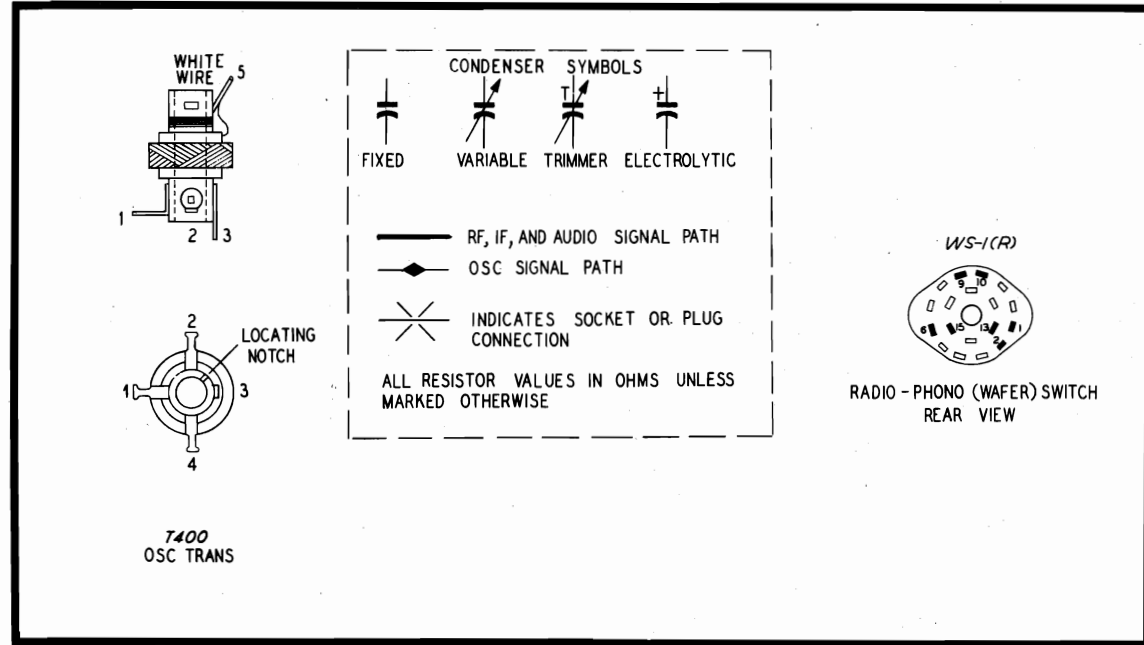 WHITE
WIRE
5
1
2
3
2
LOCATING
NOTCH
1
3
4
T400
OSC TRANS
CONDENSER SYMBOLS
T
+
FIXED
VARIABLE
TRIMMER
ELECTROLYTIC
RF, IF, AND AUDIO SIGNAL PATH
OSC SIGNAL PATH
INDICATES SOCKET OR PLUG
CONNECTION
ALL RESISTOR VALUES IN OHMS UNLESS
MARKED OTHERWISE
WS-1(R)
9 10
6 15 13 1
2
RADIO-PHONO (WAFER) SWITCH
REAR VIEW